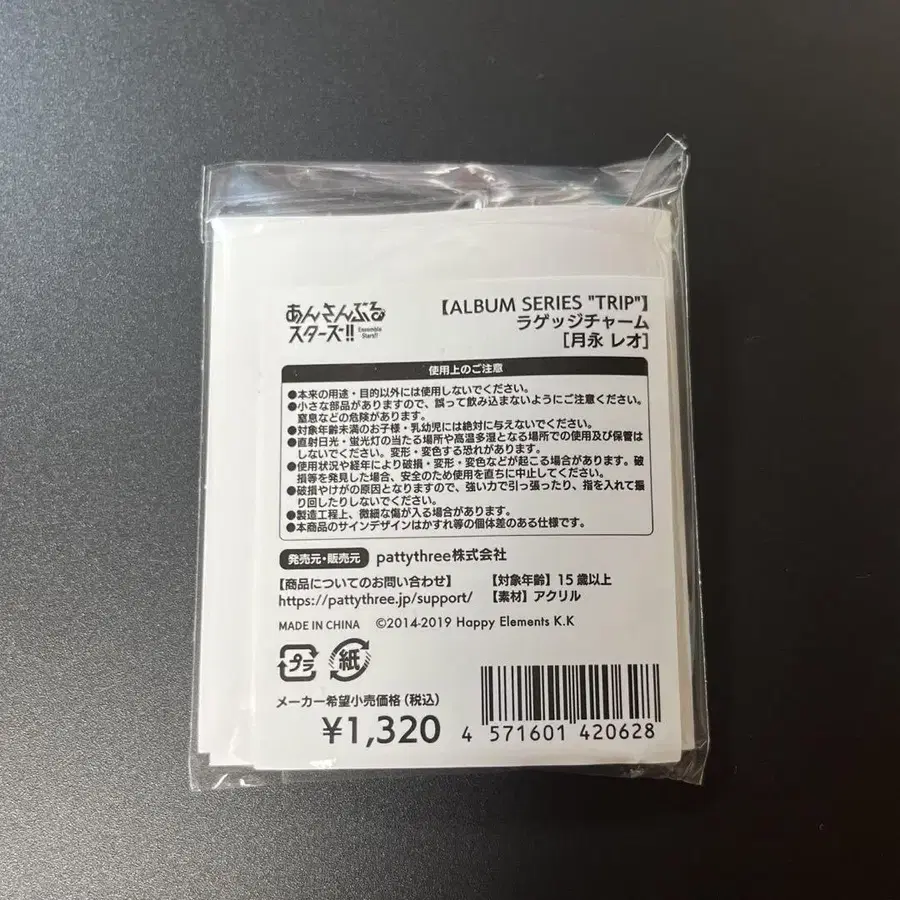 あんさんぶる
スターズ!!
Ensemble
Stars!!
【ALBUM SERIES "TRIP"】
ラゲッジチャーム
[月永 レオ]
使用上のご注意
●本来の用途・目的以外には使用しないでください。
●小さな部品がありますので、誤って飲み込まないようにご注意ください。
窒息などの危険があります。
●対象年齢未満のお子様・乳幼児には絶対に与えないでください。
●直射日光・蛍光灯の当たる場所や高温多湿となる場所での使用及び保管は
しないでください。変形・変色する恐れがあります。
●使用状況や経年により破損・変形・変色などが起こる場合があります。破
損等を発見した場合、安全のため使用を直ちに中止してください。
●破損やけがの原因となりますので、強い力で引っ張ったり、指を入れて振
り回したりしないでください。
●製造工程上、微細な傷が入る場合があります。
●本商品のサインデザインはかすれ等の個体差のある仕様です。
発売元・販売元 pattythree株式会社
【商品についてのお問い合わせ】
https://pattythree.jp/support/
【対象年齢】15歳以上
【素材】アクリル
MADE IN CHINA ©2014-2019 Happy Elements K.K
プラ 紙
メーカー希望小売価格(税込)
¥1,320
4 571601 420628